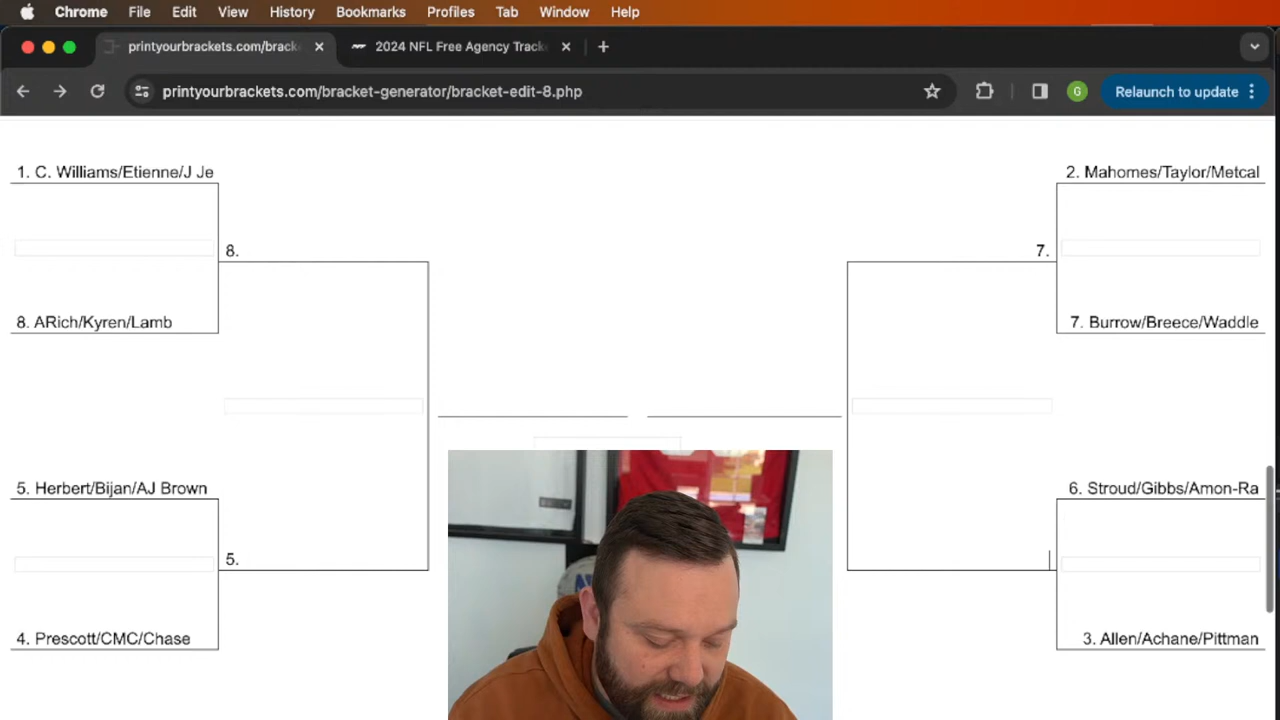 Chrome File Edit View History Bookmarks Profiles Tab Window Help
printyourbrackets.com/brack 2024 NFL Free Agency Track
printyourbrackets.com/bracket-generator/bracket-edit-8.php G Relaunch to update
1. C. Williams/Etienne/J Je
2. Mahomes/Taylor/Metcal
8.
7.
8. ARich/Kyren/Lamb
7. Burrow/Breece/Waddle
5. Herbert/Bijan/AJ Brown
6. Stroud/Gibbs/Amon-Ra
5.
4. Prescott/CMC/Chase
3. Allen/Achane/Pittman